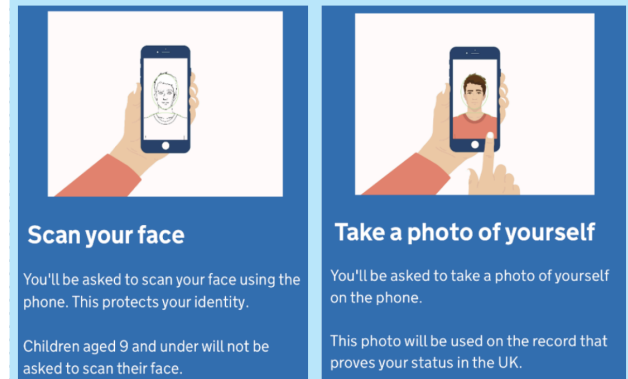 Scan your face
You'll be asked to scan your face using the
phone. This protects your identity.
Children aged 9 and under will not be
asked to scan their face.
Take a photo of yourself
You'll be asked to take a photo of yourself
on the phone.
This photo will be used on the record that
proves your status in the UK.